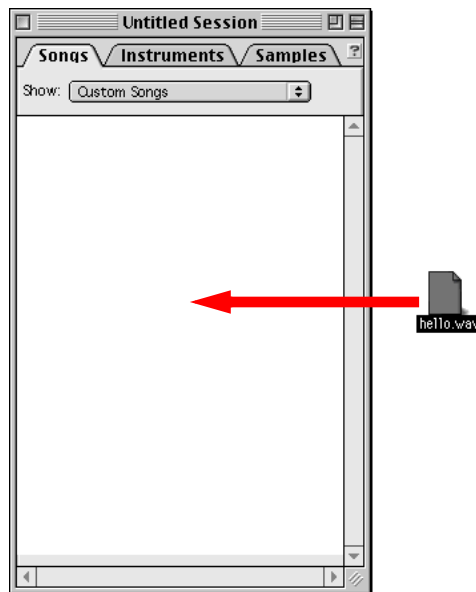 Untitled Session
Songs Instruments Samples ?
Show: Custom Songs
hello.wav